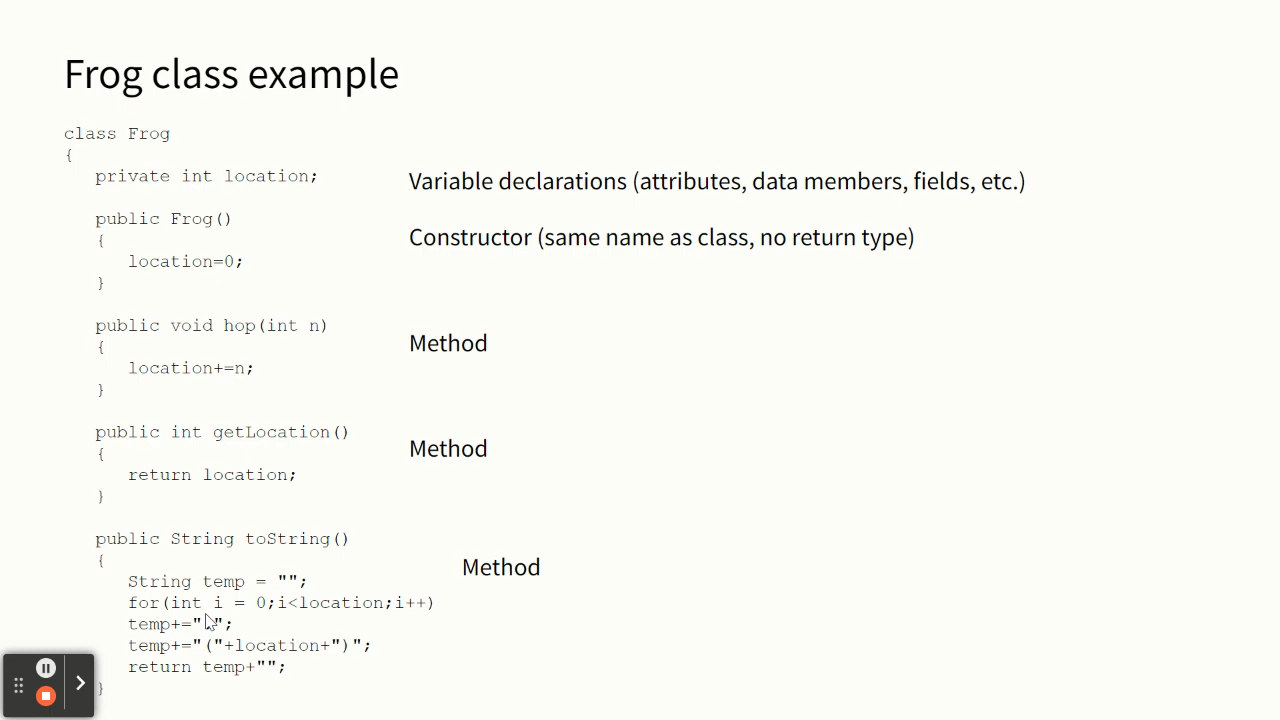 Frog class example
class Frog
{
private int location;
Variable declarations (attributes, data members, fields, etc.)
public Frog()
{
location=0;
}
Constructor (same name as class, no return type)
public void hop(int n)
{
location+=n;
}
Method
public int getLocation()
{
return location;
}
Method
public String toString()
{
String temp = "";
for(int i = 0;i<location;i++)
temp+=" ";
temp+="("+location+")";
return temp+"";
}
Method